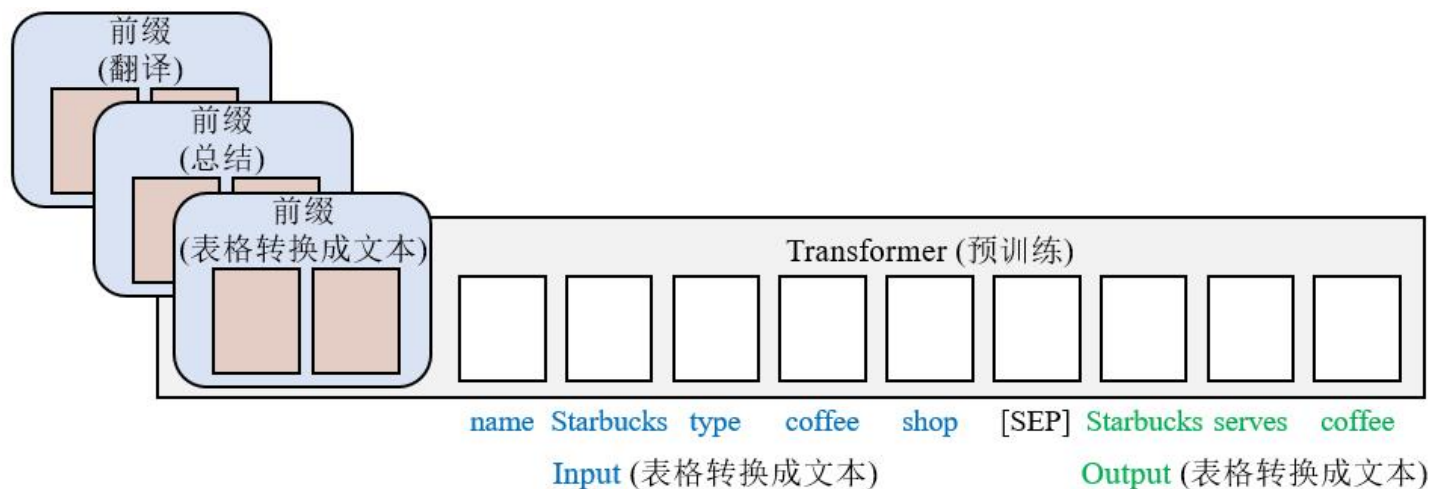 前缀
(翻译)
前缀
(总结)
前缀
(表格转换成文本)
Transformer (预训练)
name Starbucks type coffee shop [SEP] Starbucks serves coffee
Input (表格转换成文本) Output (表格转换成文本)